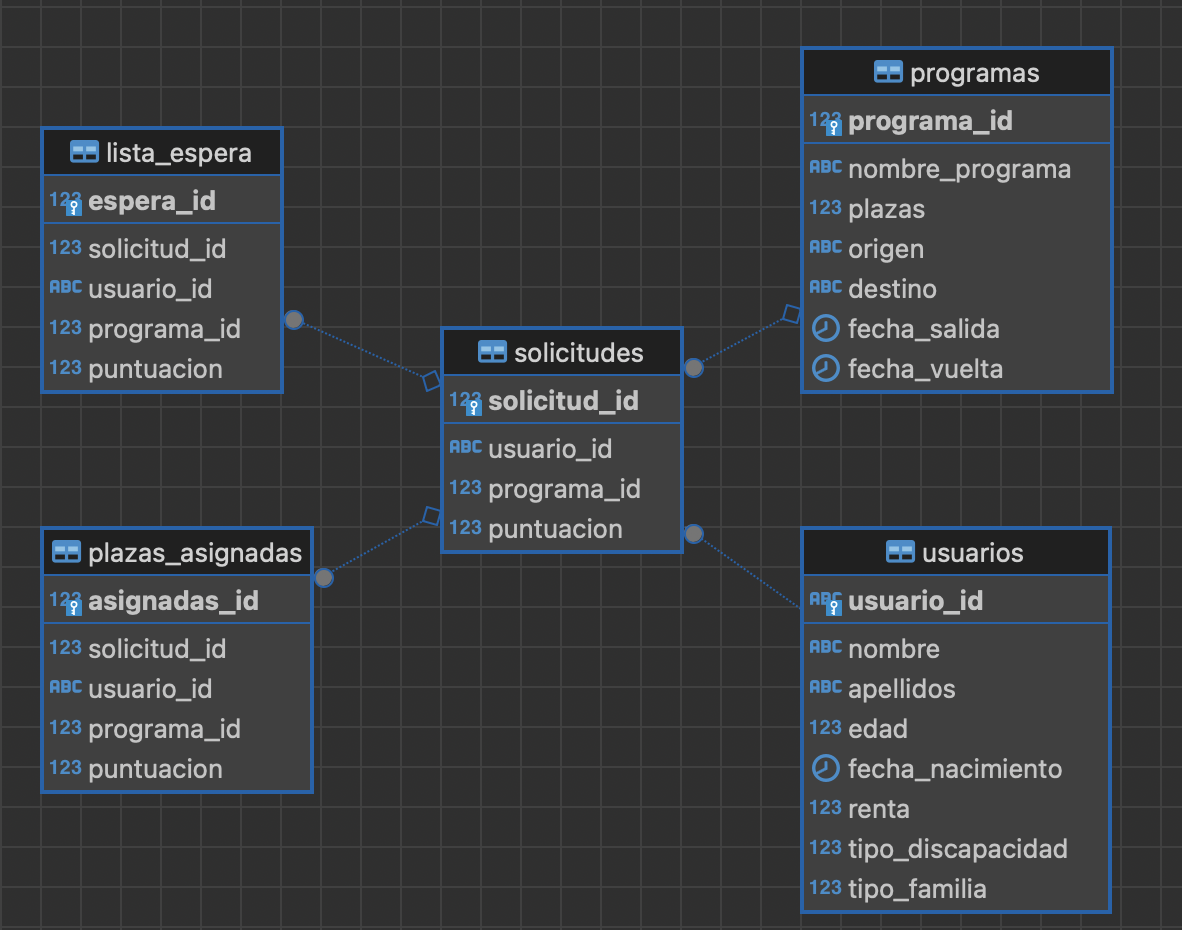 lista_espera
123 espera_id
123 solicitud_id
ABC usuario_id
123 programa_id
123 puntuacion
plazas_asignadas
123 asignadas_id
123 solicitud_id
ABC usuario_id
123 programa_id
123 puntuacion
solicitudes
123 solicitud_id
ABC usuario_id
123 programa_id
123 puntuacion
programas
123 programa_id
ABC nombre_programa
123 plazas
ABC origen
ABC destino
fecha_salida
fecha_vuelta
usuarios
ABC usuario_id
ABC nombre
ABC apellidos
123 edad
fecha_nacimiento
123 renta
123 tipo_discapacidad
123 tipo_familia